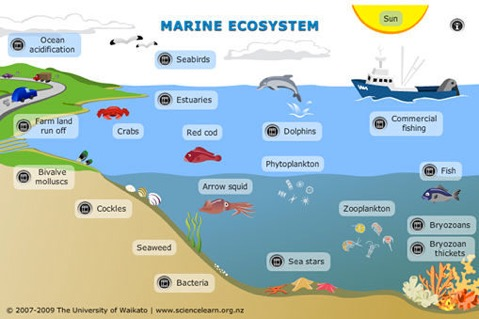 MARINE ECOSYSTEM
Sun
Ocean
acidification
Seabirds
Estuaries
Farm land
run off
Crabs
Red cod
Dolphins
Commercial
fishing
Phytoplankton
Bivalve
molluscs
Arrow squid
Fish
Cockles
Zooplankton
Bryozoans
Seaweed
Bryozoan
thickets
Sea stars
Bacteria
© 2007-2009 The University of Waikato | www.sciencelearn.org.nz